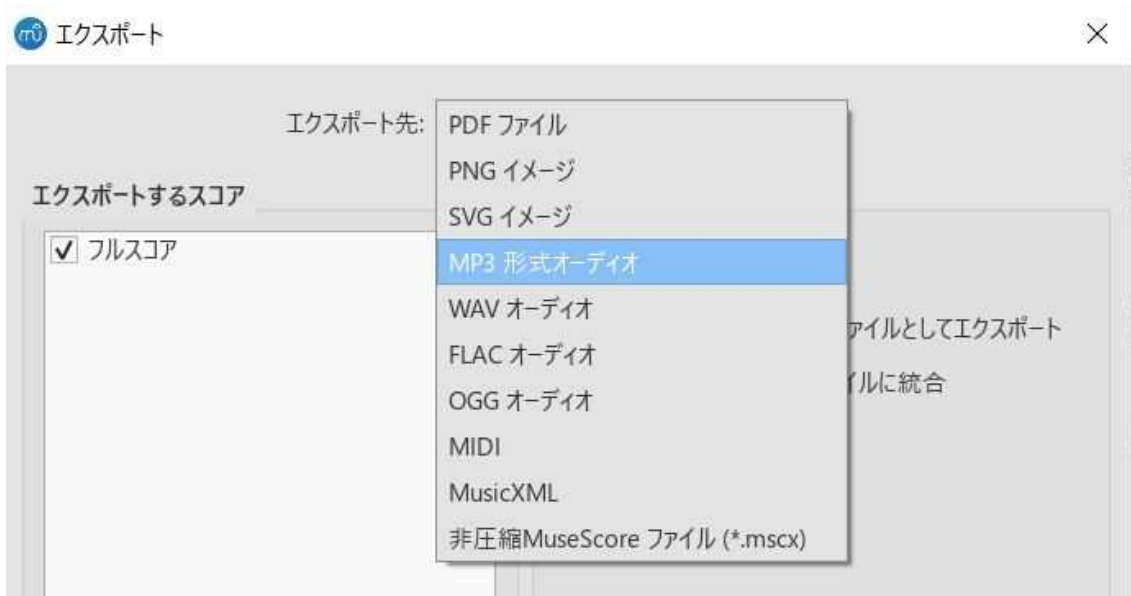 エクスポート
エクスポート先:
PDF ファイル
PNG イメージ
SVG イメージ
MP3 形式オーディオ
WAV オーディオ
FLAC オーディオ
OGG オーディオ
MIDI
MusicXML
非圧縮MuseScore ファイル (*.mscx)
エクスポートするスコア
フルスコア
ァイルとしてエクスポート
イルに統合